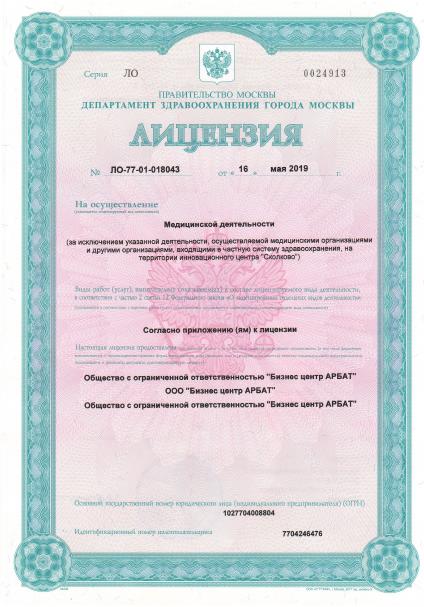 Серия ЛО 0024913
ПРАВИТЕЛЬСТВО МОСКВЫ
ДЕПАРТАМЕНТ ЗДРАВООХРАНЕНИЯ ГОРОДА МОСКВЫ
ЛИЦЕНЗИЯ
№ ЛО-77-01-018043 от « 16 » мая 2019 г.
На осуществление
(указывается лицензируемый вид деятельности)
Медицинской деятельности
(за исключением указанной деятельности, осуществляемой медицинскими организациями
и другими организациями, входящими в частную систему здравоохранения, на
территории инновационного центра "Сколково")
Виды работ (услуг), выполняемых (оказываемых) в составе лицензируемого вида деятельности,
в соответствии с частью 2 статьи 12 Федерального закона «О лицензировании отдельных видов деятельности»:
Согласно приложению (ям) к лицензии
Настоящая лицензия предоставлена
Общество с ограниченной ответственностью "Бизнес центр АРБАТ"
ООО "Бизнес центр АРБАТ"
Общество с ограниченной ответственностью "Бизнес центр АРБАТ"
Основной государственный номер юридического лица (индивидуального предпринимателя) (ОГРН)
1027704008804
Идентификационный номер налогоплательщика 7704246476